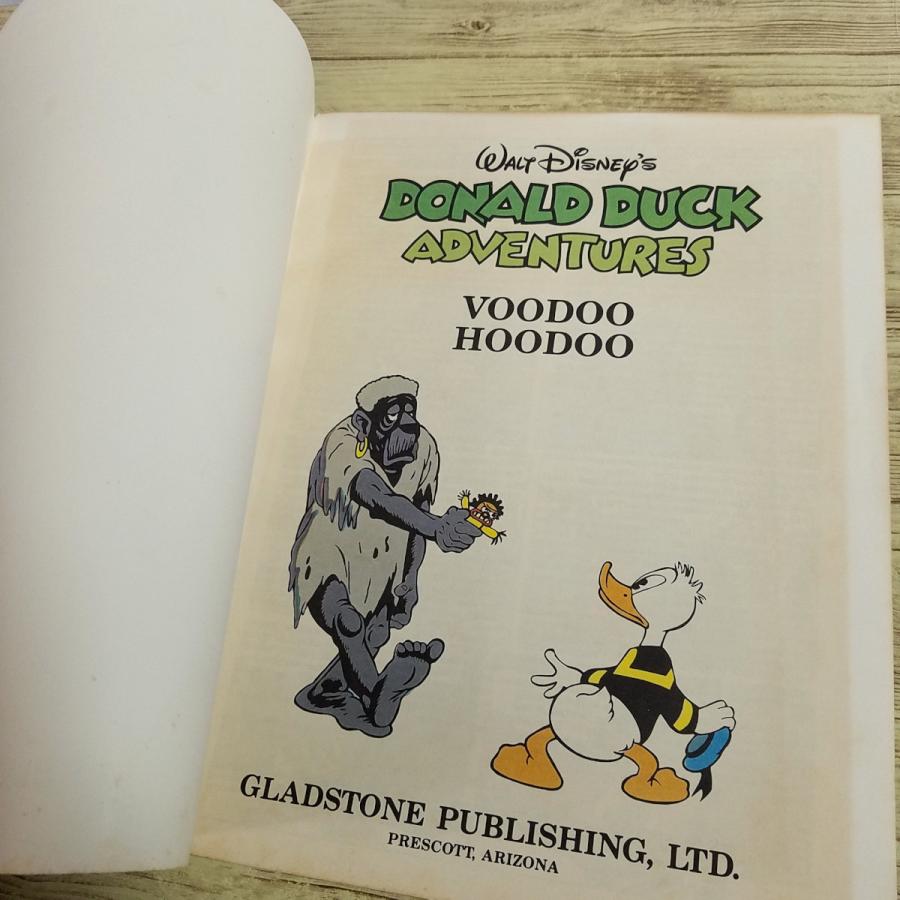 WALT DISNEY'S
DONALD DUCK
ADVENTURES
VOODOO
HOODOO
GLADSTONE PUBLISHING, LTD.
PRESCOTT, ARIZONA